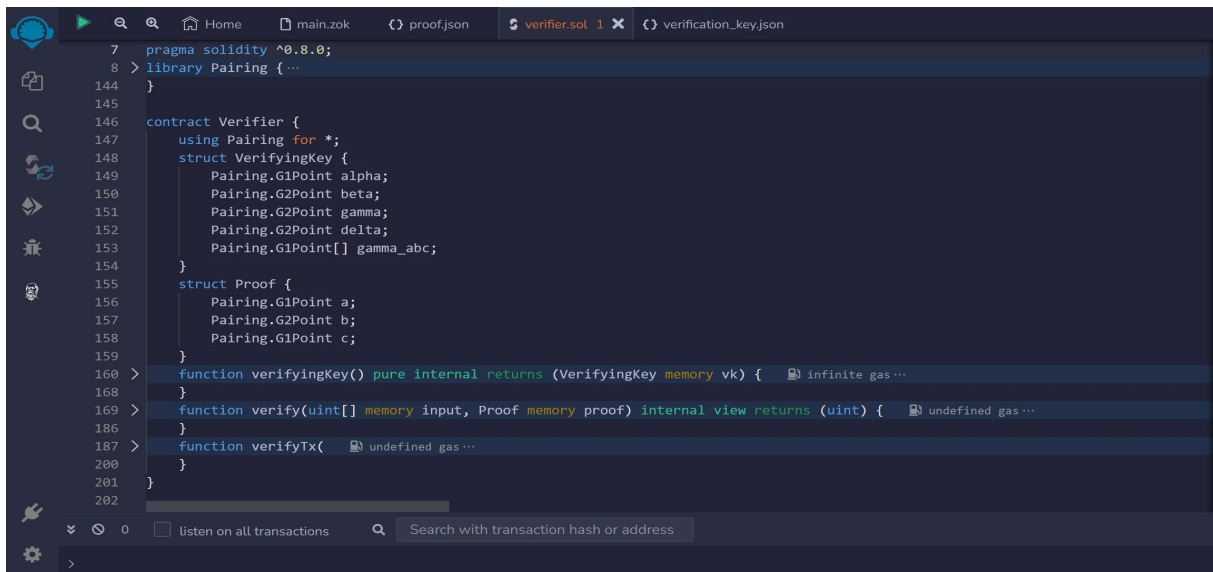 Home main.zok {} proof.json verifier.sol 1 {} verification_key.json
7 pragma solidity ^0.8.0;
8 library Pairing { ···
144 }
145
146 contract Verifier {
147 using Pairing for *;
148 struct VerifyingKey {
149 Pairing.G1Point alpha;
150 Pairing.G2Point beta;
151 Pairing.G2Point gamma;
152 Pairing.G2Point delta;
153 Pairing.G1Point[] gamma_abc;
154 }
155 struct Proof {
156 Pairing.G1Point a;
157 Pairing.G2Point b;
158 Pairing.G1Point c;
159 }
160 function verifyingKey() pure internal returns (VerifyingKey memory vk) { infinite gas ···
168 }
169 function verify(uint[] memory input, Proof memory proof) internal view returns (uint) { undefined gas ···
186 }
187 function verifyTx( undefined gas ···
200 }
201 }
202
0 listen on all transactions Search with transaction hash or address
>